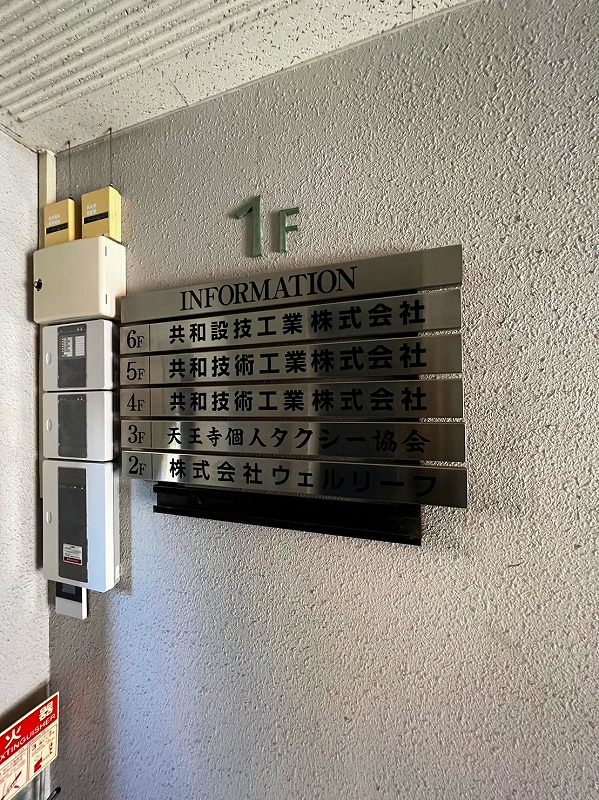 1F
INFORMATION
6F 共和設技工業株式会社
5F 共和技術工業株式会社
4F 共和技術工業株式会社
3F 天王寺個人タクシー協会
2F 株式会社ウェルリーフ
火 器
XTINGUISHER